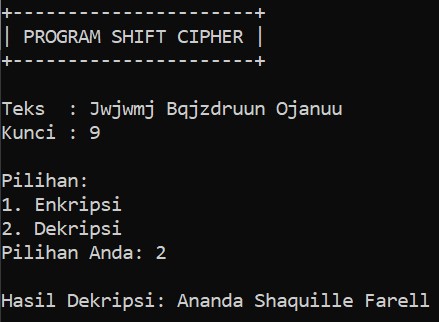 +----------------------+
| PROGRAM SHIFT CIPHER |
+----------------------+
Teks  : Jwjwmj Bqjzdruun Ojanuu
Kunci : 9
Pilihan:
1. Enkripsi
2. Dekripsi
Pilihan Anda: 2
Hasil Dekripsi: Ananda Shaquille Farell